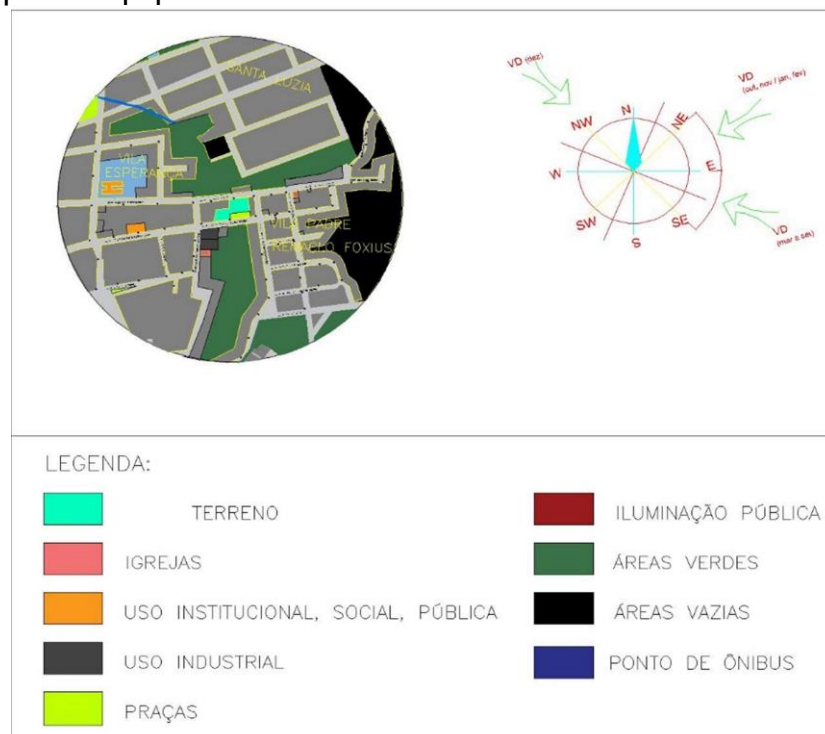 SANTA LUZIA
VILA
ESPERANÇA
VILA PADRE
REMACLO FOXIUS
VD (dez)
VD
(out, nov / jan, fev)
NW
N
NE
W
E
SW
S
SE
VD
(mar a set)
LEGENDA:
TERRENO
IGREJAS
USO INSTITUCIONAL, SOCIAL, PÚBLICA
USO INDUSTRIAL
PRAÇAS
ILUMINAÇÃO PÚBLICA
ÁREAS VERDES
ÁREAS VAZIAS
PONTO DE ÔNIBUS